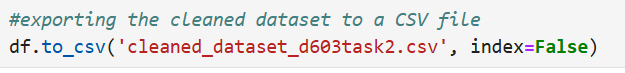 #exporting the cleaned dataset to a CSV file
df.to_csv('cleaned_dataset_d603task2.csv', index=False)